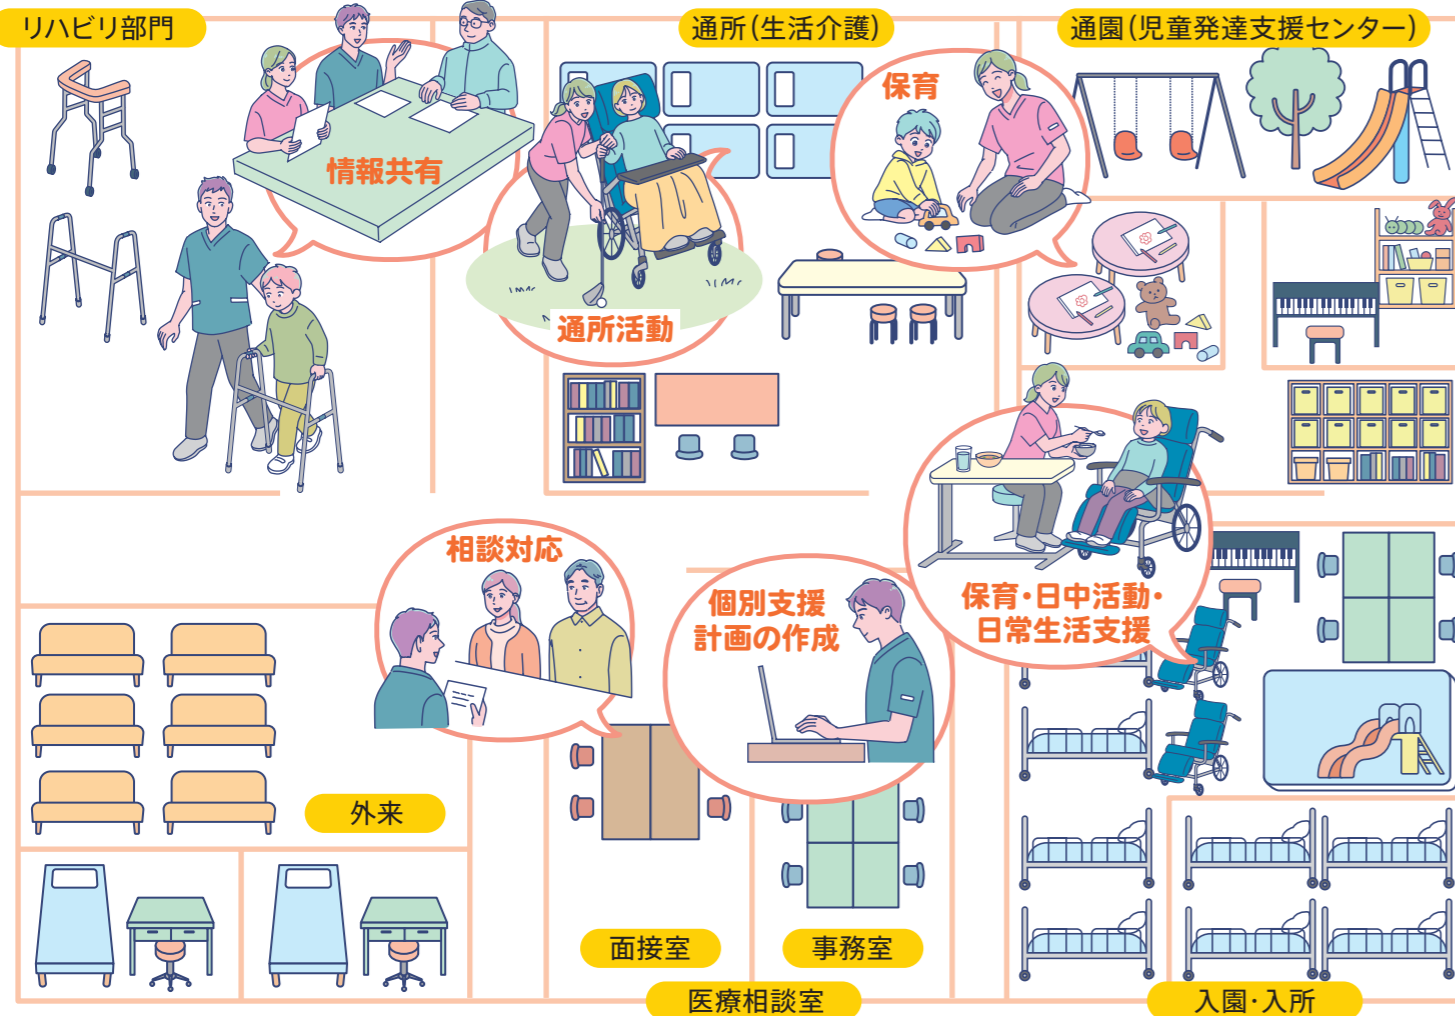 リハビリ部門
通所(生活介護)
通園(児童発達支援センター)
情報共有
保育
通所活動
相談対応
個別支援
計画の作成
保育・日中活動・
日常生活支援
外来
面接室
事務室
医療相談室
入園・入所